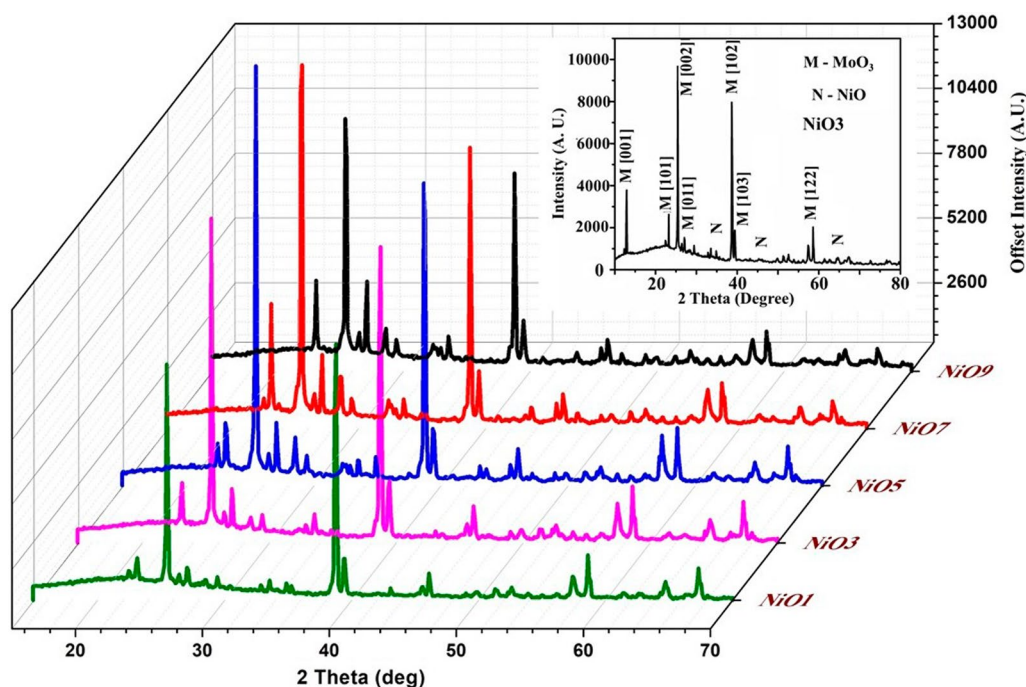 13000
10400
7800
5200
2600
Offset Intensity (A.U.)
10000
8000
6000
4000
2000
0
Intensity (A. U.)
M [001]
M [101]
M [002]
M [011]
N
M [102]
M [103]
N
M [122]
N
M - MoO₃
N - NiO
NiO3
20 40 60 80
2 Theta (Degree)
NiO9
NiO7
NiO5
NiO3
NiO1
20 30 40 50 60 70
2 Theta (deg)